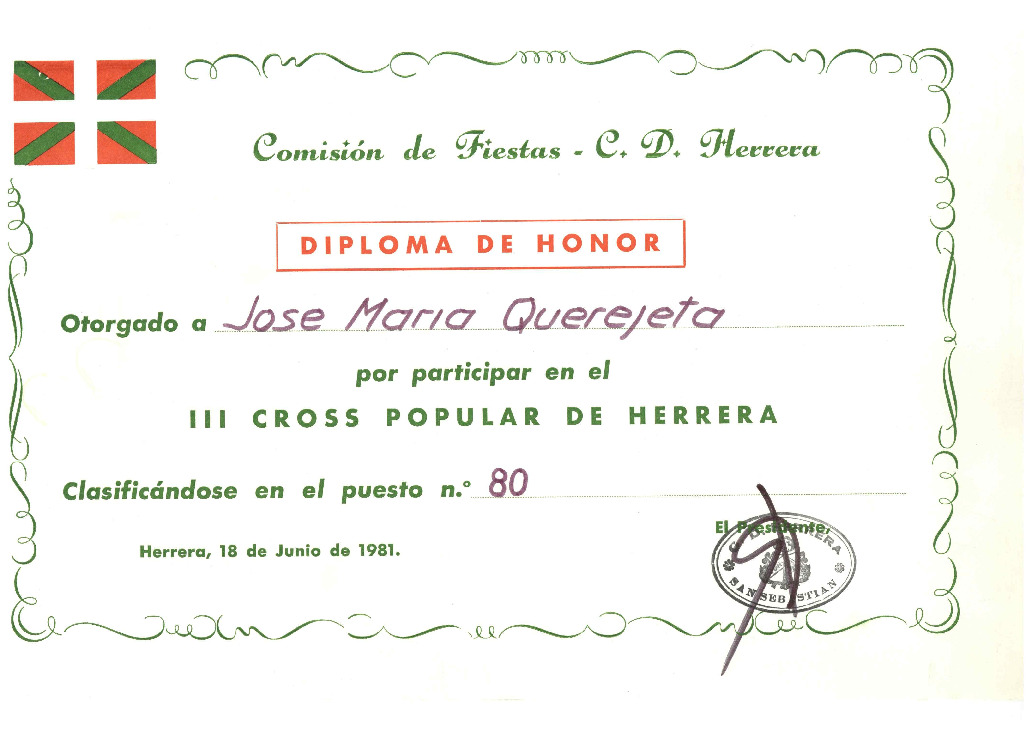 Comisión de Fiestas - C. D. Herrera
DIPLOMA DE HONOR
Otorgado a Jose Maria Querejeta
por participar en el
III CROSS POPULAR DE HERRERA
Clasificándose en el puesto n.º 80
El Presidente,
Herrera, 18 de Junio de 1981.
C. D. HERRERA
SAN SEBASTIAN